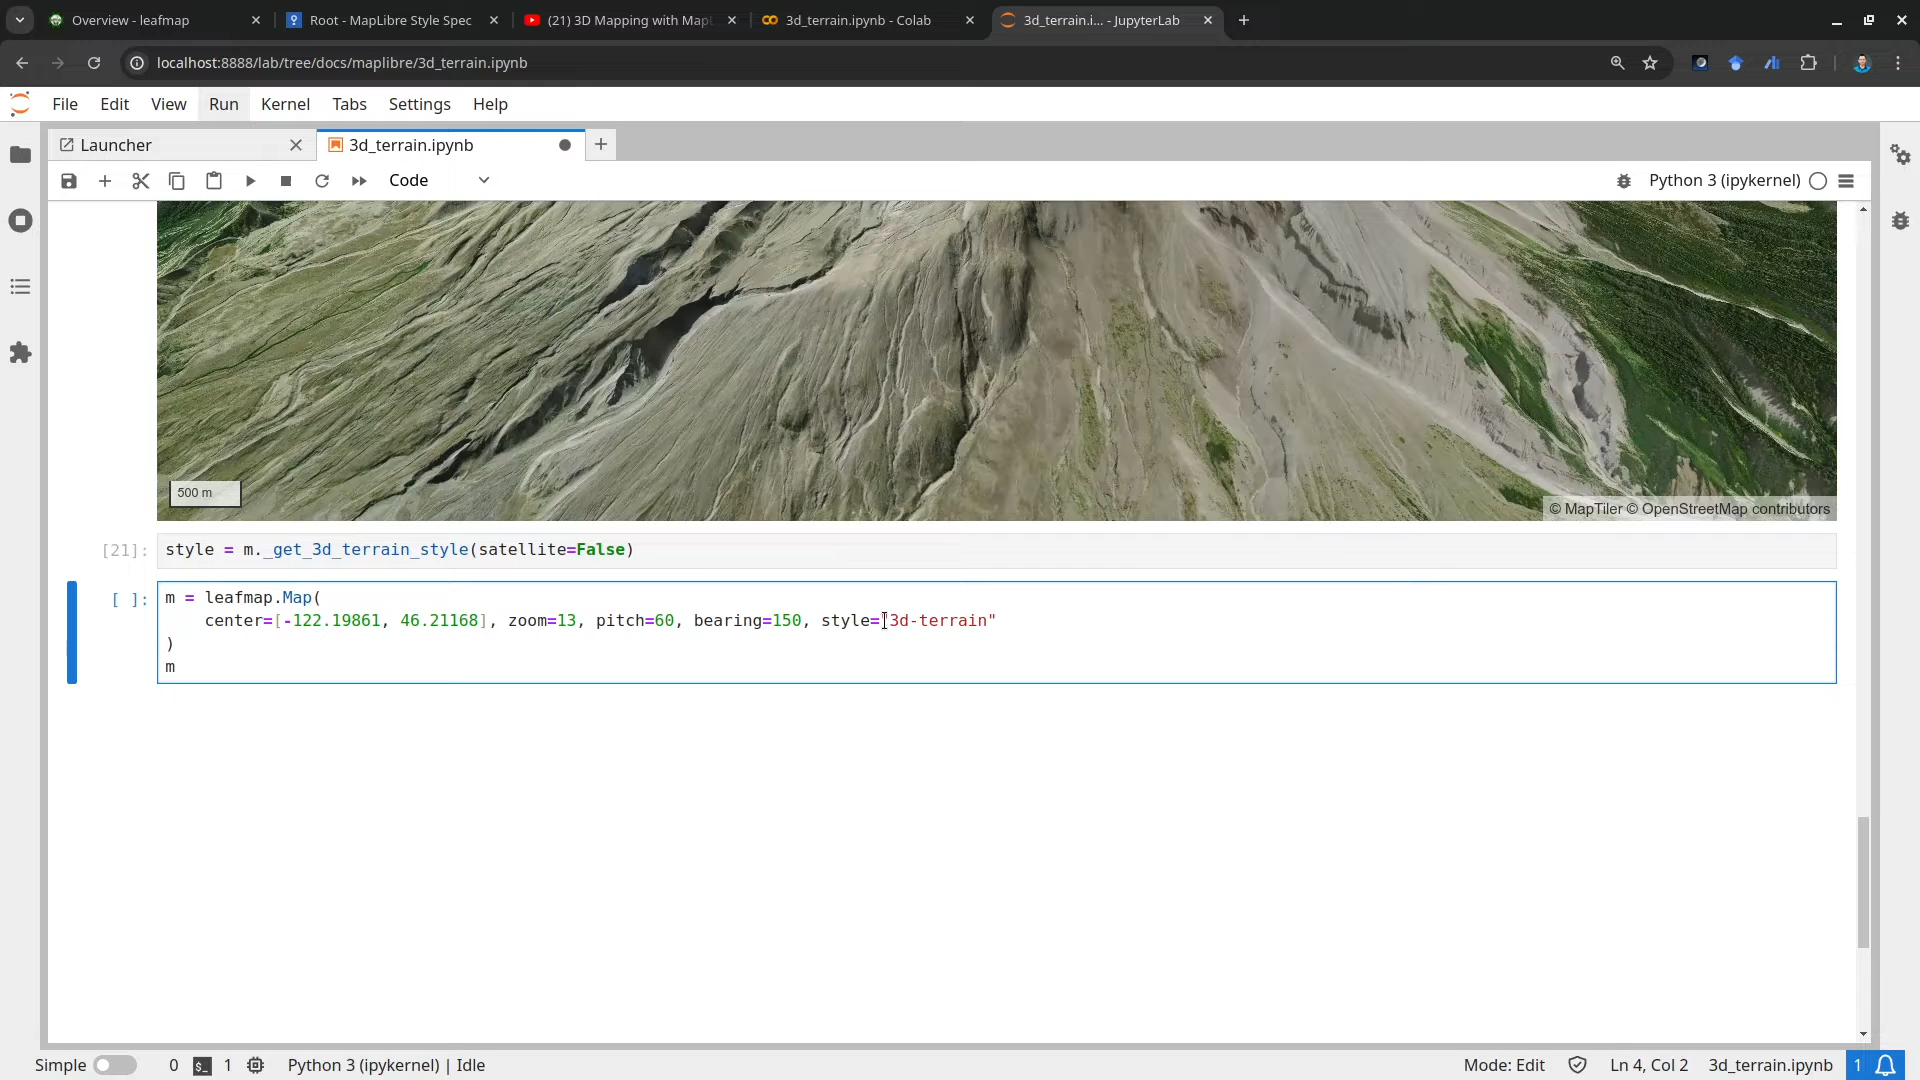 Overview - leafmap
Root - MapLibre Style Spec
(21) 3D Mapping with Map
3d_terrain.ipynb - Colab
3d_terrain.i... - JupyterLab
localhost:8888/lab/tree/docs/maplibre/3d_terrain.ipynb
File Edit View Run Kernel Tabs Settings Help
Launcher
3d_terrain.ipynb
Code
Python 3 (ipykernel)
500 m
© MapTiler © OpenStreetMap contributors
[21]: style = m._get_3d_terrain_style(satellite=False)
[ ]: m = leafmap.Map(
center=[-122.19861, 46.21168], zoom=13, pitch=60, bearing=150, style="3d-terrain"
)
m
Simple 0 $_ 1 Python 3 (ipykernel) | Idle Mode: Edit Ln 4, Col 2 3d_terrain.ipynb 1